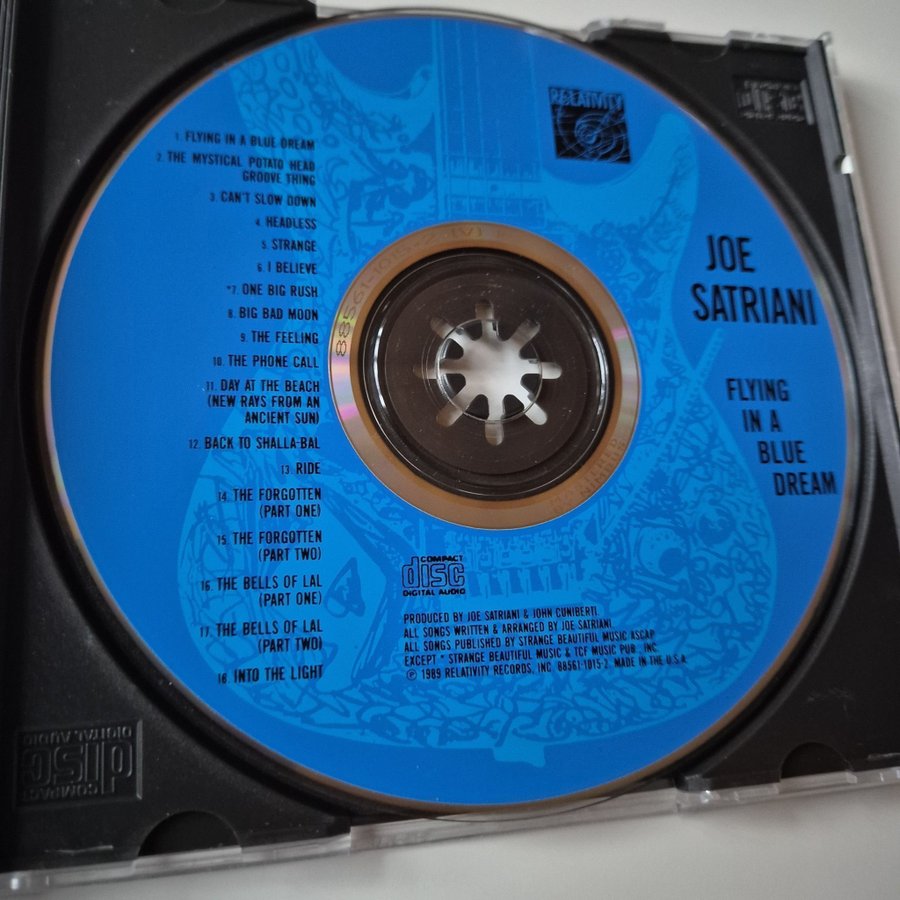 1. FLYING IN A BLUE DREAM
2. THE MYSTICAL POTATO HEAD
GROOVE THING
3. CAN'T SLOW DOWN
4. HEADLESS
5. STRANGE
6. I BELIEVE
*7. ONE BIG RUSH
8. BIG BAD MOON
9. THE FEELING
10. THE PHONE CALL
11. DAY AT THE BEACH
(NEW RAYS FROM AN
ANCIENT SUN)
12. BACK TO SHALLA-BAL
13. RIDE
14. THE FORGOTTEN
(PART ONE)
15. THE FORGOTTEN
(PART TWO)
16. THE BELLS OF LAL
(PART ONE)
17. THE BELLS OF LAL
(PART TWO)
18. INTO THE LIGHT
RELATIVITY
JOE
SATRIANI
FLYING
IN A
BLUE
DREAM
COMPACT
disc
DIGITAL AUDIO
PRODUCED BY JOE SATRIANI & JOHN CUNIBERTI.
ALL SONGS WRITTEN & ARRANGED BY JOE SATRIANI.
ALL SONGS PUBLISHED BY STRANGE BEAUTIFUL MUSIC ASCAP
EXCEPT * STRANGE BEAUTIFUL MUSIC & TCF MUSIC PUB., INC.
℗ 1989 RELATIVITY RECORDS, INC. 88561-1015-2. MADE IN THE U.S.A.
COMPACT
disc
DIGITAL AUDIO